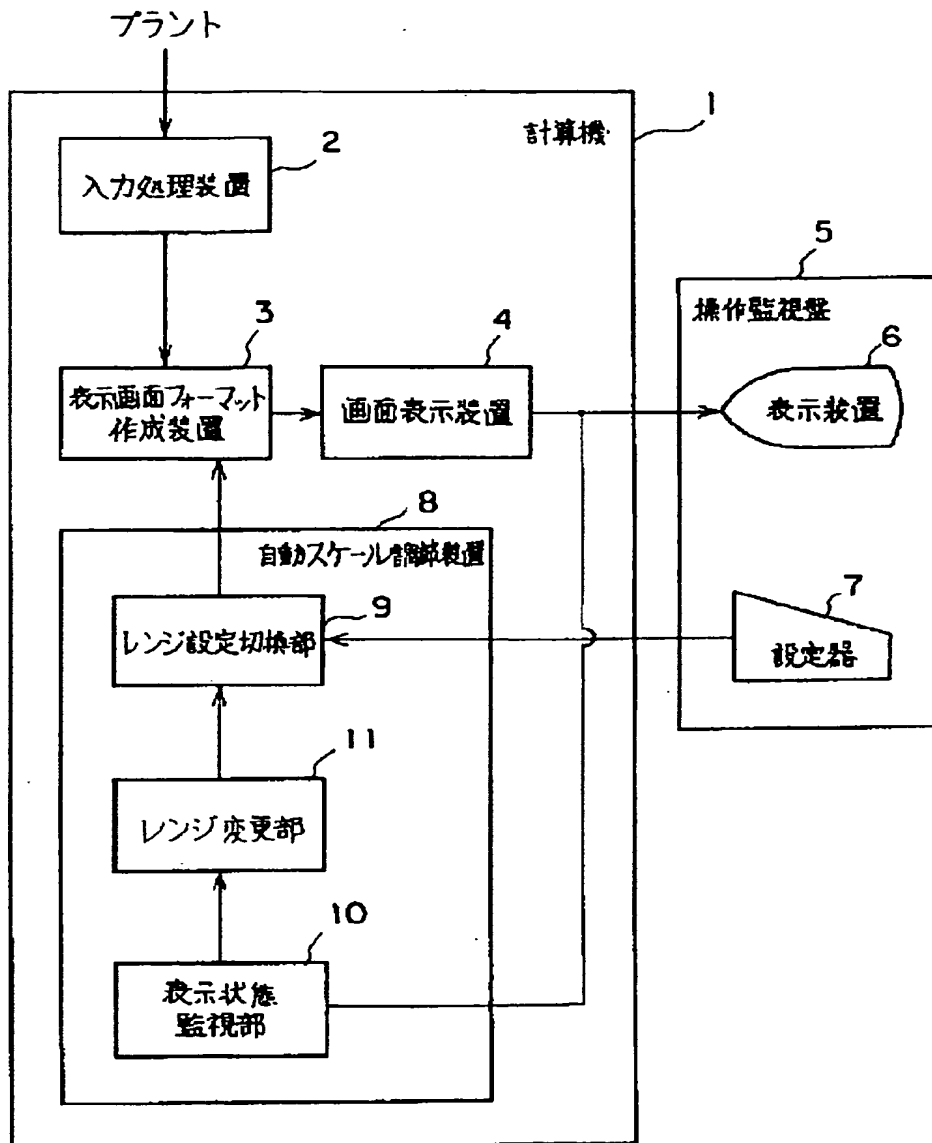 プラント
1
計算機
2
入力処理装置
3
表示画面フォーマット
作成装置
4
画面表示装置
5
操作監視盤
6
表示装置
7
設定器
8
自動スケール調節装置
9
レンジ設定切換部
11
レンジ変更部
10
表示状態
監視部